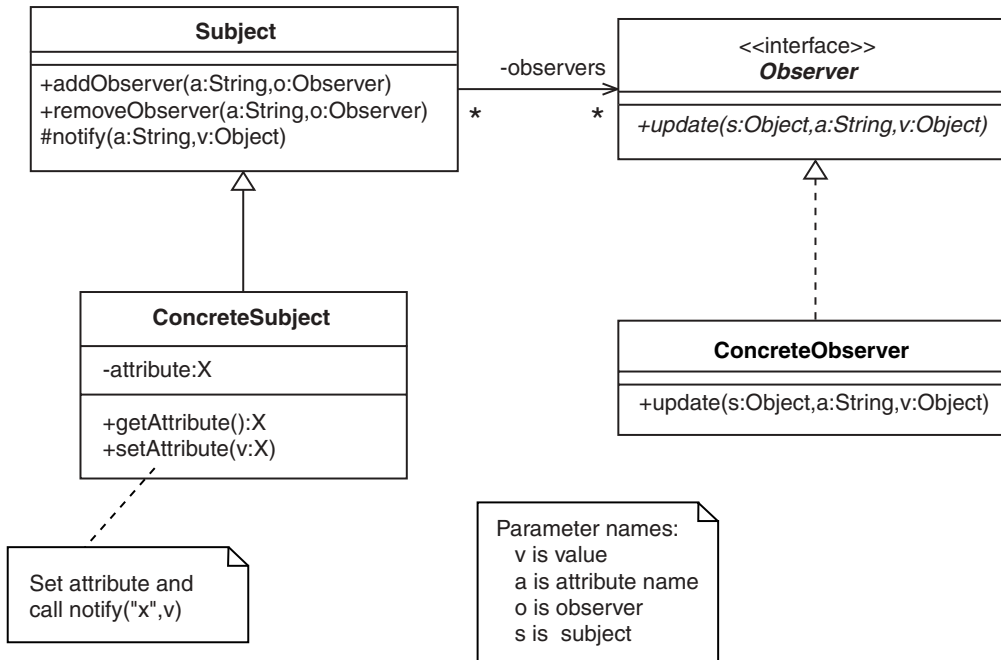 Subject
+addObserver(a:String,o:Observer)
+removeObserver(a:String,o:Observer)
#notify(a:String,v:Object)
-observers
*
*
<<interface>>
Observer
+update(s:Object,a:String,v:Object)
ConcreteSubject
-attribute:X
+getAttribute():X
+setAttribute(v:X)
ConcreteObserver
+update(s:Object,a:String,v:Object)
Set attribute and
call notify("x",v)
Parameter names:
v is value
a is attribute name
o is observer
s is subject